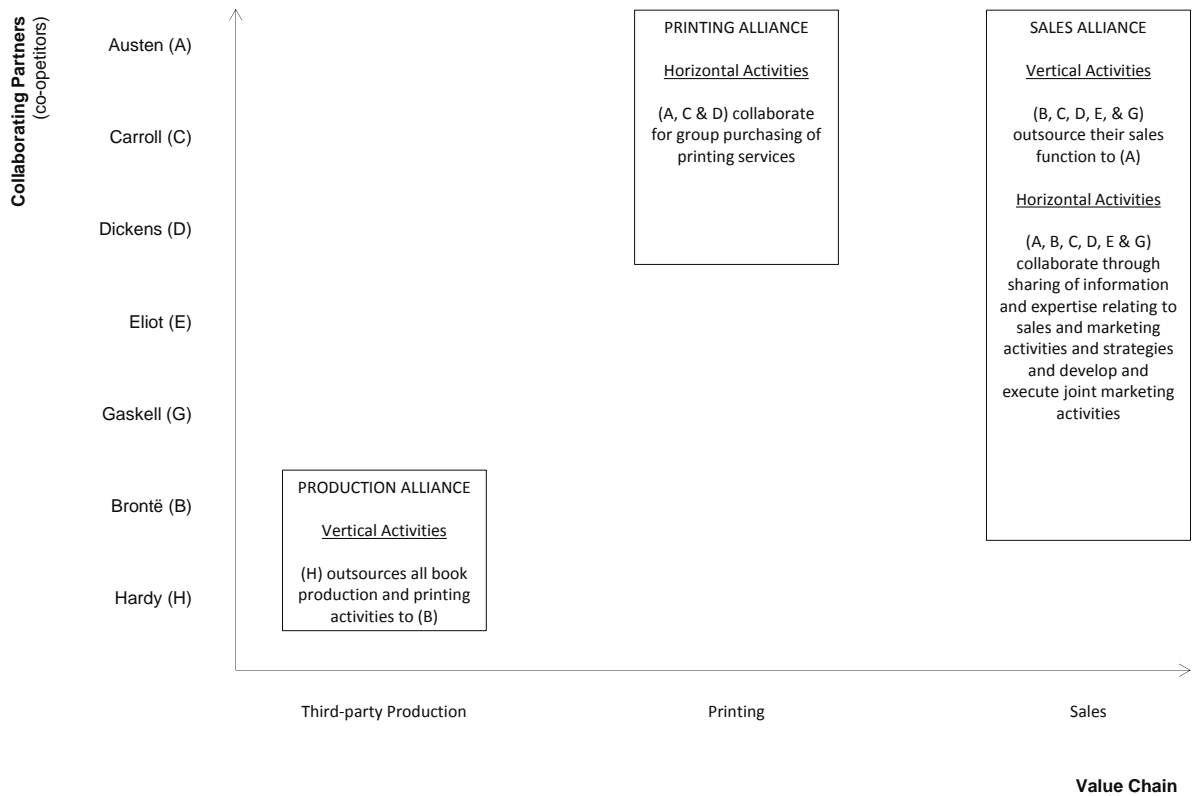 Collaborating Partners
(co-opetitors)
Austen (A)
Carroll (C)
Dickens (D)
Eliot (E)
Gaskell (G)
Brontë (B)
Hardy (H)
PRODUCTION ALLIANCE
Vertical Activities
(H) outsources all book
production and printing
activities to (B)
PRINTING ALLIANCE
Horizontal Activities
(A, C & D) collaborate
for group purchasing of
printing services
SALES ALLIANCE
Vertical Activities
(B, C, D, E, & G)
outsource their sales
function to (A)
Horizontal Activities
(A, B, C, D, E & G)
collaborate through
sharing of information
and expertise relating to
sales and marketing
activities and strategies
and develop and
execute joint marketing
activities
Third-party Production
Printing
Sales
Value Chain